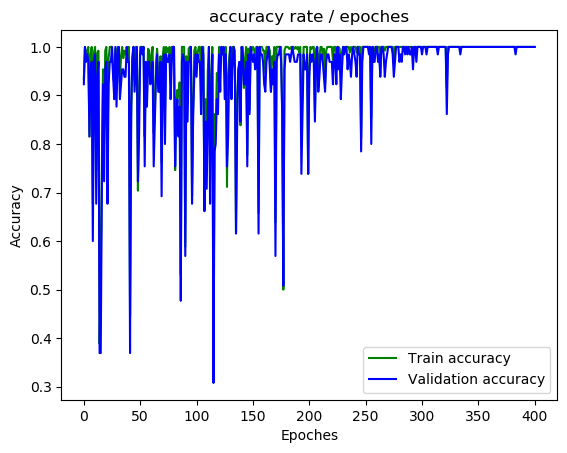 accuracy rate / epoches
1.0
0.9
0.8
0.7
0.6
0.5
0.4
0.3
Accuracy
Train accuracy
Validation accuracy
0 50 100 150 200 250 300 350 400
Epoches